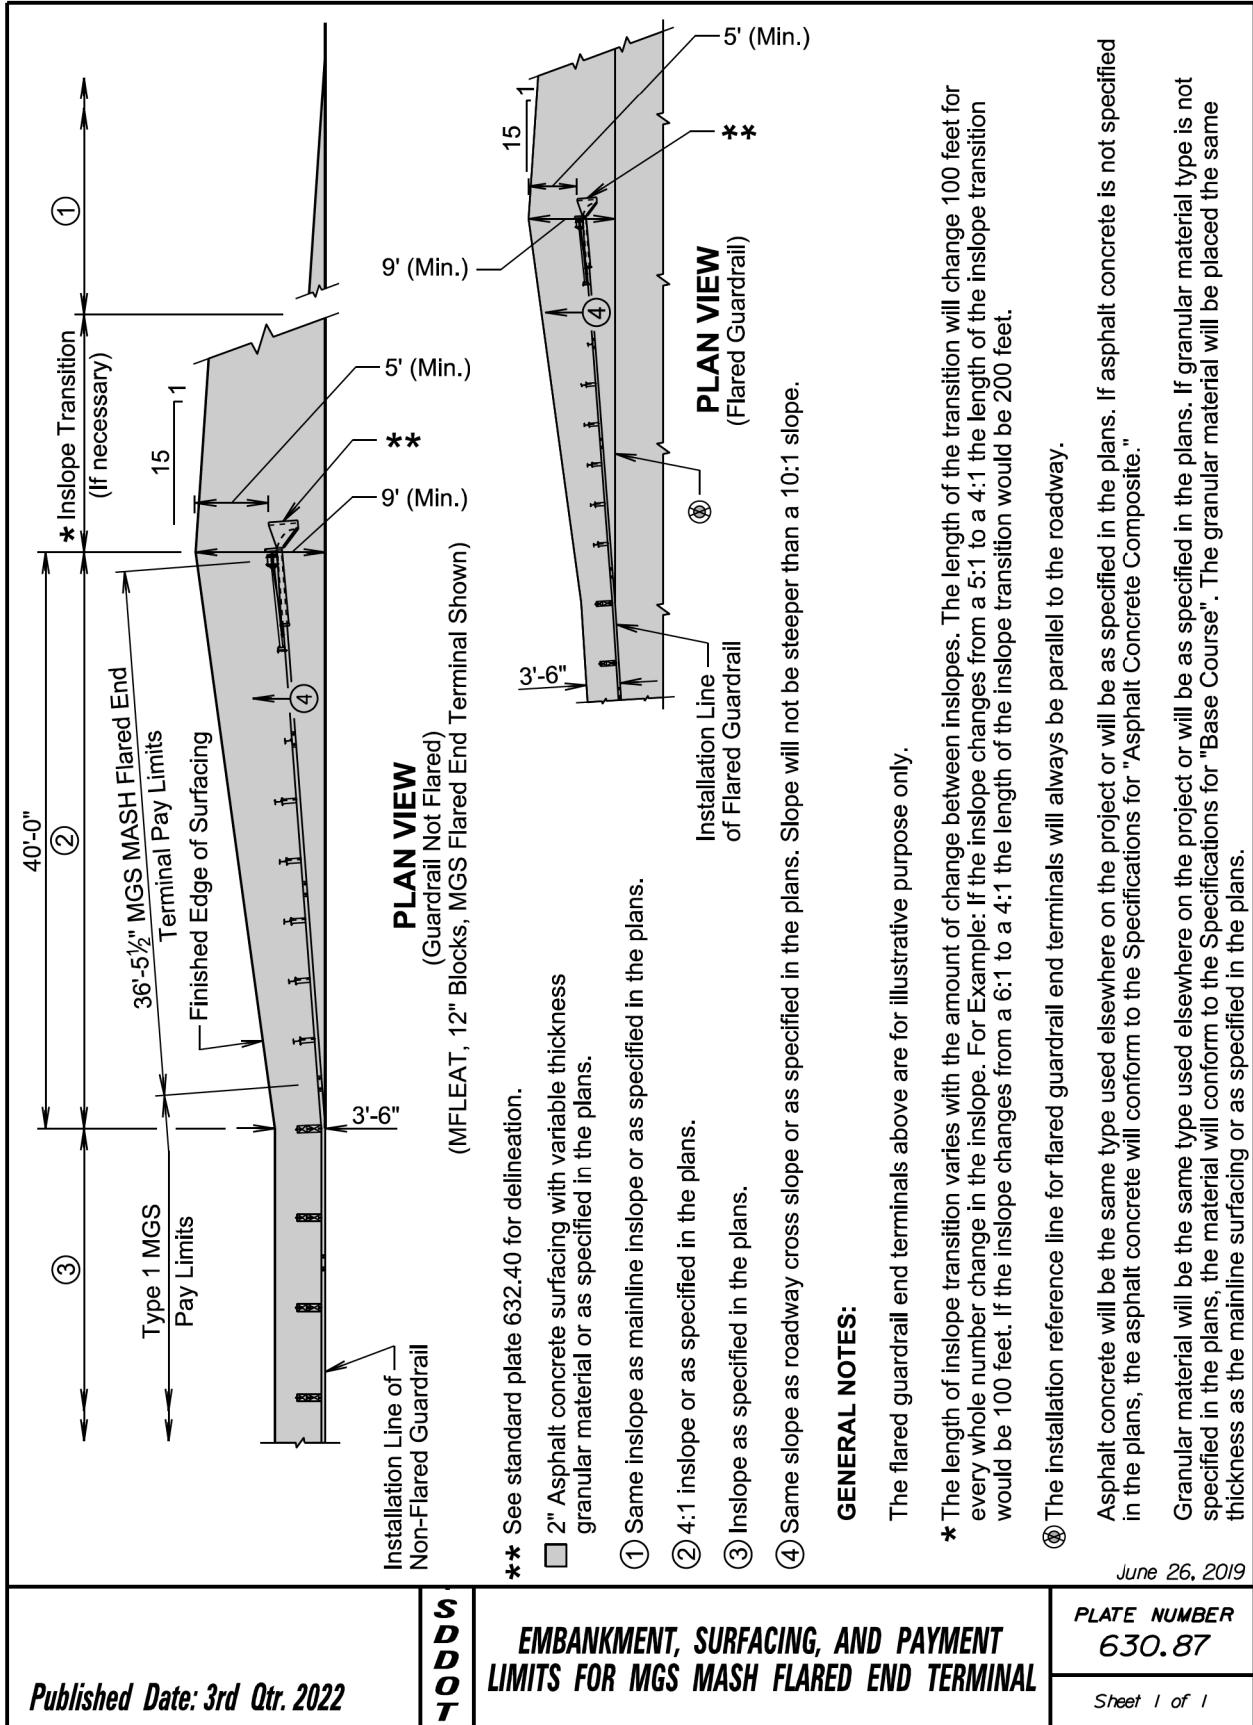 40'-0"
③
②
* Inslope Transition
(If necessary)
①
Type 1 MGS
Pay Limits
36'-5½" MGS MASH Flared End
Terminal Pay Limits
Finished Edge of Surfacing
15
1
3'-6"
5' (Min.)
**
9' (Min.)
Installation Line of
Non-Flared Guardrail
④
PLAN VIEW
(Guardrail Not Flared)
(MFLEAT, 12" Blocks, MGS Flared End Terminal Shown)
15
1
5' (Min.)
**
9' (Min.)
④
3'-6"
Installation Line
of Flared Guardrail
PLAN VIEW
(Flared Guardrail)
** See standard plate 632.40 for delineation.
2" Asphalt concrete surfacing with variable thickness
granular material or as specified in the plans.
① Same inslope as mainline inslope or as specified in the plans.
② 4:1 inslope or as specified in the plans.
③ Inslope as specified in the plans.
④ Same slope as roadway cross slope or as specified in the plans. Slope will not be steeper than a 10:1 slope.
GENERAL NOTES:
The flared guardrail end terminals above are for illustrative purpose only.
* The length of inslope transition varies with the amount of change between inslopes. The length of the transition will change 100 feet for
every whole number change in the inslope. For Example: If the inslope changes from a 5:1 to a 4:1 the length of the inslope transition
would be 100 feet. If the inslope changes from a 6:1 to a 4:1 the length of the inslope transition would be 200 feet.
The installation reference line for flared guardrail end terminals will always be parallel to the roadway.
Asphalt concrete will be the same type used elsewhere on the project or will be as specified in the plans. If asphalt concrete is not specified
in the plans, the asphalt concrete will conform to the Specifications for "Asphalt Concrete Composite."
Granular material will be the same type used elsewhere on the project or will be as specified in the plans. If granular material type is not
specified in the plans, the material will conform to the Specifications for "Base Course". The granular material will be placed the same
thickness as the mainline surfacing or as specified in the plans.
June 26, 2019
Published Date: 3rd Qtr. 2022
SDDOT
EMBANKMENT, SURFACING, AND PAYMENT
LIMITS FOR MGS MASH FLARED END TERMINAL
PLATE NUMBER
630.87
Sheet 1 of 1